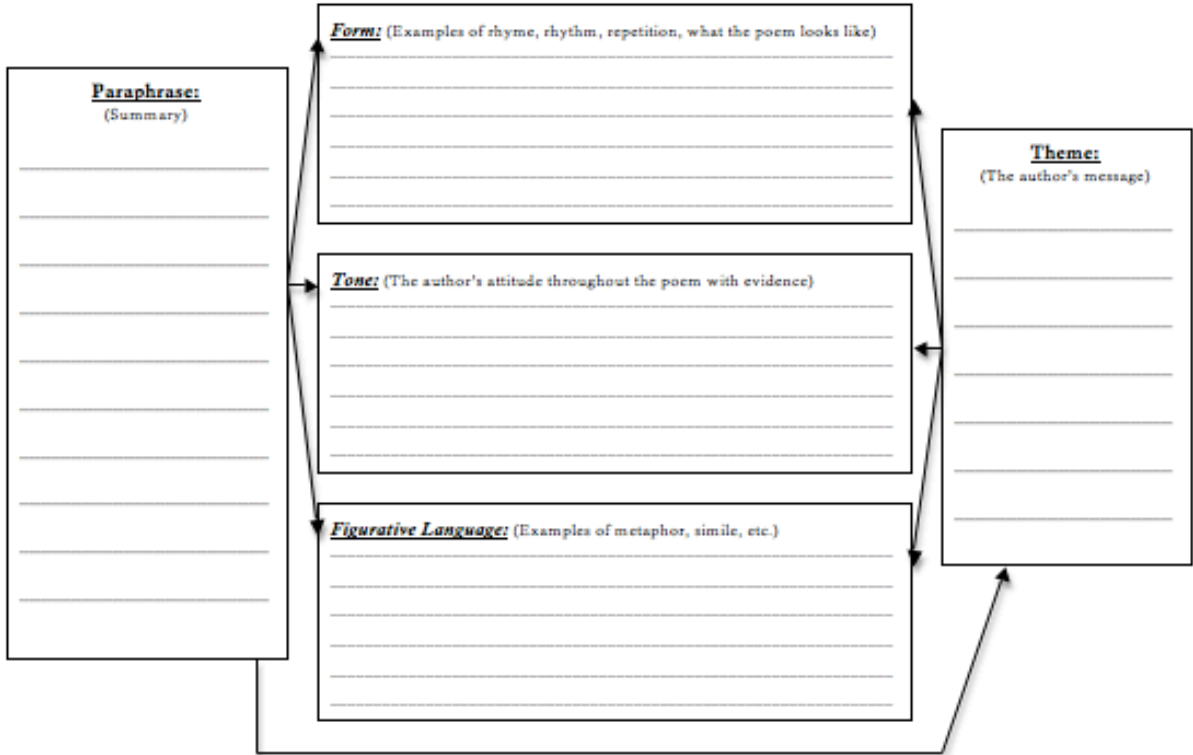 Paraphrase:
(Summary)
Form: (Examples of rhyme, rhythm, repetition, what the poem looks like)
Tone: (The author's attitude throughout the poem with evidence)
Figurative Language: (Examples of metaphor, simile, etc.)
Theme:
(The author's message)